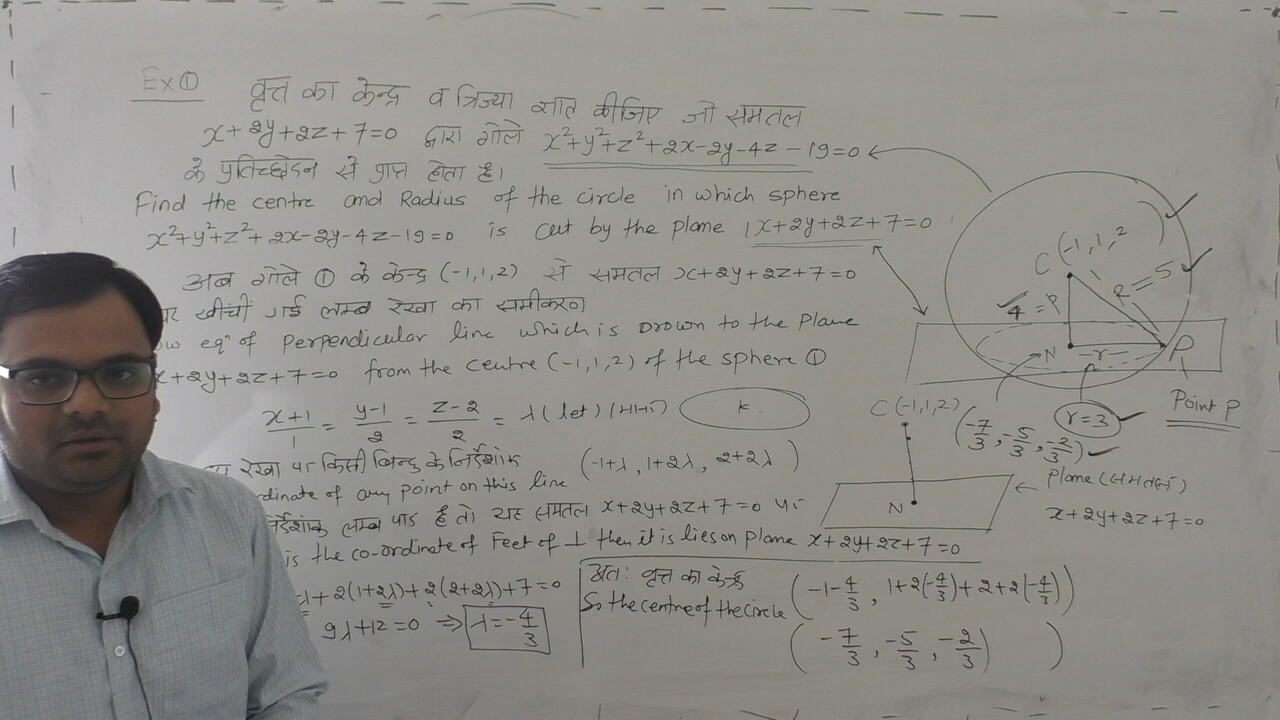 Ex ①
वृत्त का केन्द्र व त्रिज्या ज्ञात कीजिए जो समतल
x+2y+2z+7=0 द्वारा गोले x²+y²+z²+2x-2y-4z-19=0
के प्रतिच्छेदन से प्राप्त होता है।
Find the centre and Radius of the circle in which sphere
x²+y²+z²+2x-2y-4z-19=0 is cut by the plane x+2y+2z+7=0
अब गोले ① के केन्द्र (-1,1,2) से समतल x+2y+2z+7=0
पर खींची गई लम्ब रेखा का समीकरण
eqⁿ of perpendicular line which is Drown to the Plane
x+2y+2z+7=0 from the centre (-1,1,2) of the sphere ①
x+1/1 = y-1/2 = z-2/2 = λ (let) (माना)
k
रेखा पर किसी बिन्दु के निर्देशांक (-1+λ, 1+2λ, 2+2λ)
dinate of any point on this line
निर्देशांक लम्ब पाद है तो यह समतल x+2y+2z+7=0
is the co-ordinate of Feet of ⊥ then it is lies on plane x+2y+2z+7=0
λ+2(1+2λ)+2(2+2λ)+7=0
9λ+12=0 ⇒ λ=-4/3
अतः वृत्त का केन्द्र
So the centre of the circle (-1-4/3, 1+2(-4/3)+2+2(-4/3))
(-7/3, -5/3, -2/3)
C (-1,1,2)
R=5
4=P
N
-r-
P
r=3
Point P
(-7/3, -5/3, -2/3)
C (-1,1,2)
N
plane (समतल)
x+2y+2z+7=0